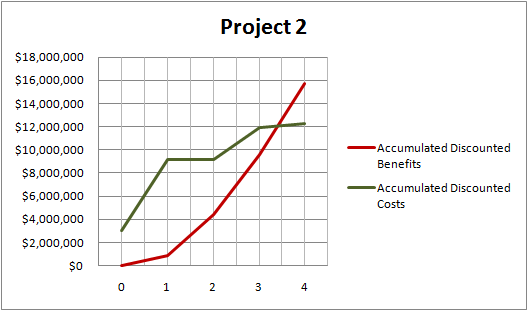 Project 2
$18,000,000
$16,000,000
$14,000,000
$12,000,000
$10,000,000
$8,000,000
$6,000,000
$4,000,000
$2,000,000
$0
0 1 2 3 4
Accumulated Discounted
Benefits
Accumulated Discounted
Costs